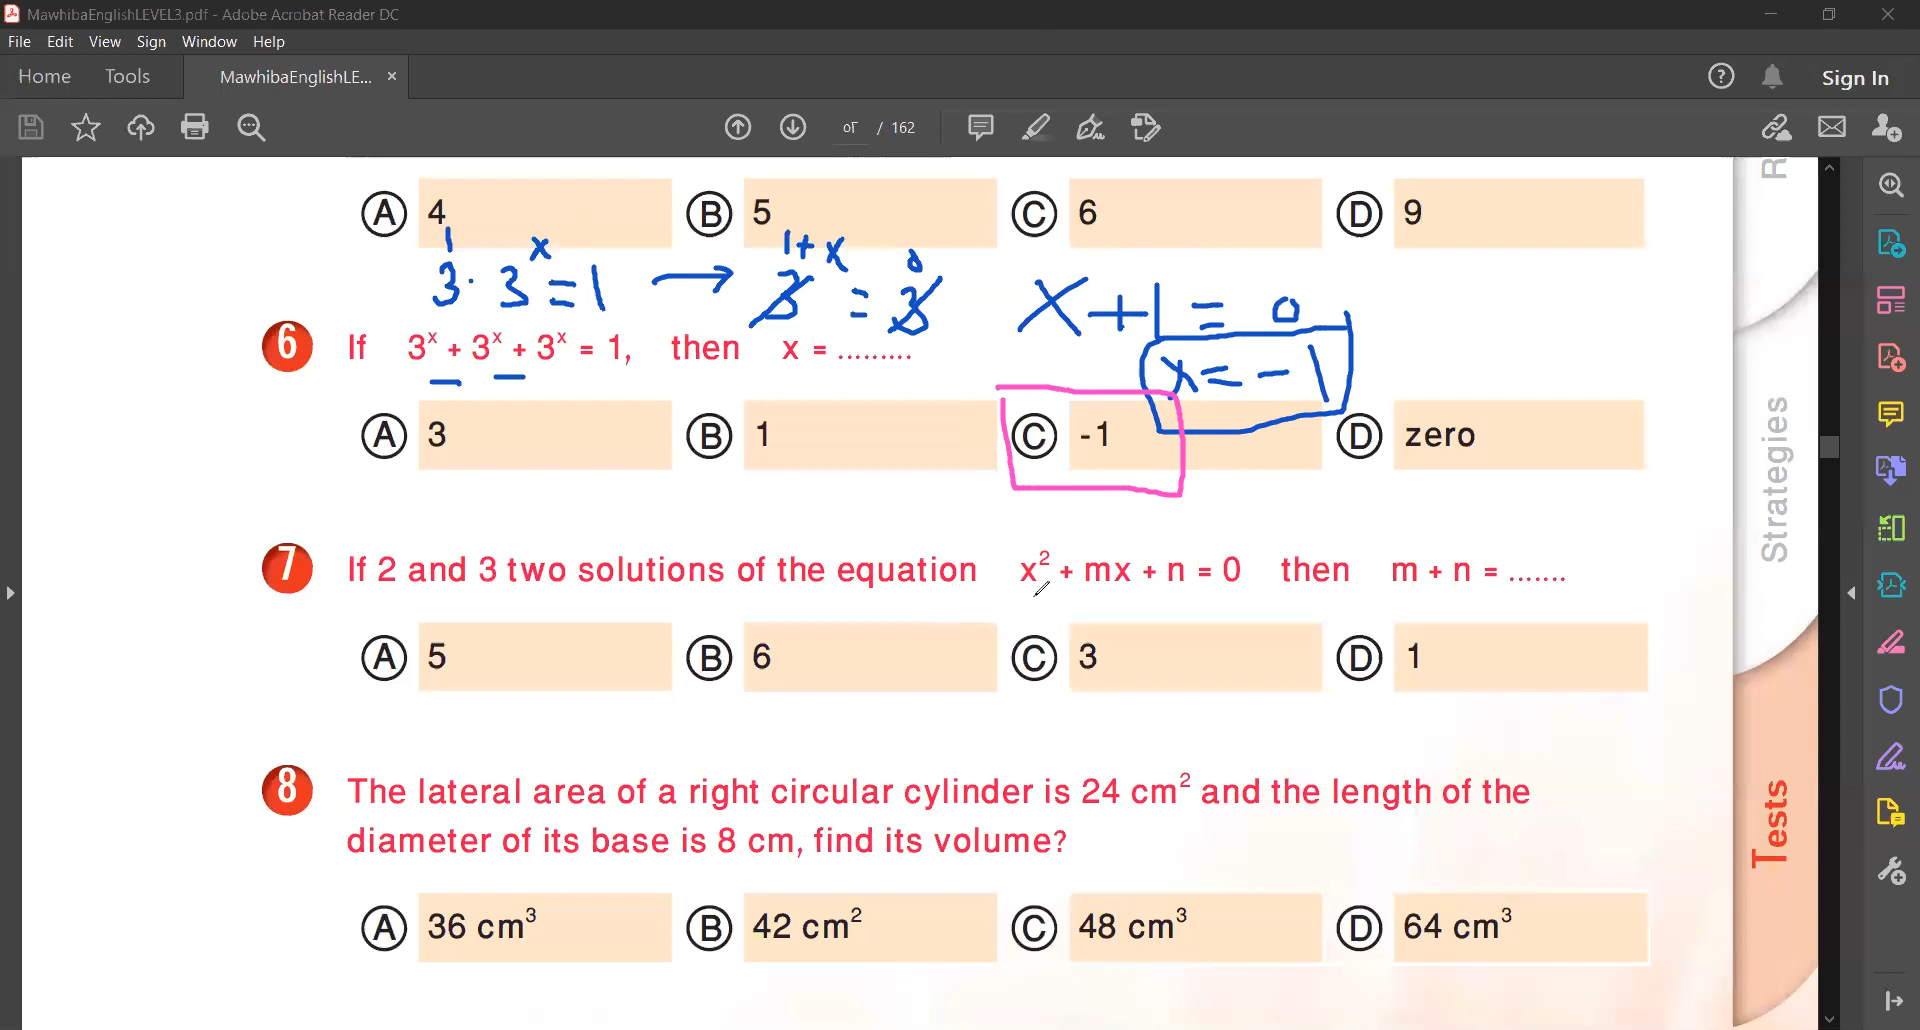 MawhibaEnglishLEVEL3.pdf - Adobe Acrobat Reader DC
File Edit View Sign Window Help
Home Tools MawhibaEnglishLE... × Sign In
٥٢ / 162
A 4 B 5 C 6 D 9
3¹ · 3ˣ = 1 → 3¹⁺ˣ = 3⁰ x + 1 = 0
6 If 3ˣ + 3ˣ + 3ˣ = 1, then x = .........
x = -1
A 3 B 1 C -1 D zero
7 If 2 and 3 two solutions of the equation x² + mx + n = 0 then m + n = .......
A 5 B 6 C 3 D 1
8 The lateral area of a right circular cylinder is 24 cm² and the length of the
diameter of its base is 8 cm, find its volume?
A 36 cm³ B 42 cm² C 48 cm³ D 64 cm³
R
Strategies
Tests